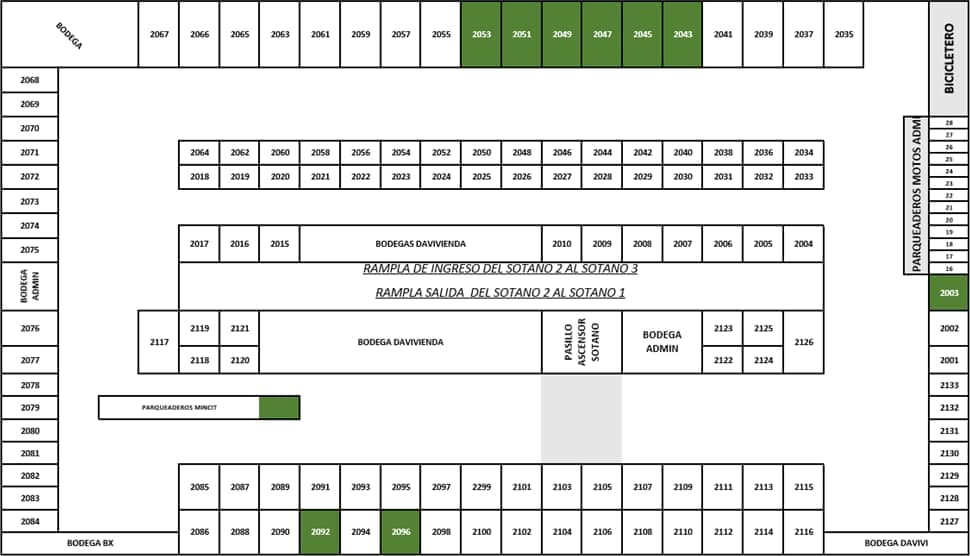 BODEGA
2067 2066 2065 2063 2061 2059 2057 2055 2053 2051 2049 2047 2045 2043 2041 2039 2037 2035
BICICLETERO
2068
2069
2070
2071
2072
2073
2074
2075
BODEGA
ADMIN
2076
2077
2078
2079
2080
2081
2082
2083
2084
BODEGA BX
2064 2062 2060 2058 2056 2054 2052 2050 2048 2046 2044 2042 2040 2038 2036 2034
2018 2019 2020 2021 2022 2023 2024 2025 2026 2027 2028 2029 2030 2031 2032 2033
2017 2016 2015 BODEGAS DAVIVIENDA 2010 2009 2008 2007 2006 2005 2004
RAMPLA DE INGRESO DEL SOTANO 2 AL SOTANO 3
RAMPLA SALIDA DEL SOTANO 2 AL SOTANO 1
2117
2119 2121
2118 2120
BODEGA DAVIVIENDA
PASILLO
ASCENSOR
SOTANO
BODEGA
ADMIN
2123 2125
2122 2124
2126
PARQUEADEROS MINCIT
2085 2087 2089 2091 2093 2095 2097 2299 2101 2103 2105 2107 2109 2111 2113 2115
2086 2088 2090 2092 2094 2096 2098 2100 2102 2104 2106 2108 2110 2112 2114 2116
PARQUEADEROS MOTOS ADMI
28
27
26
25
24
23
22
21
20
19
18
17
16
2003
2002
2001
2133
2132
2131
2130
2129
2128
2127
BODEGA DAVIVI